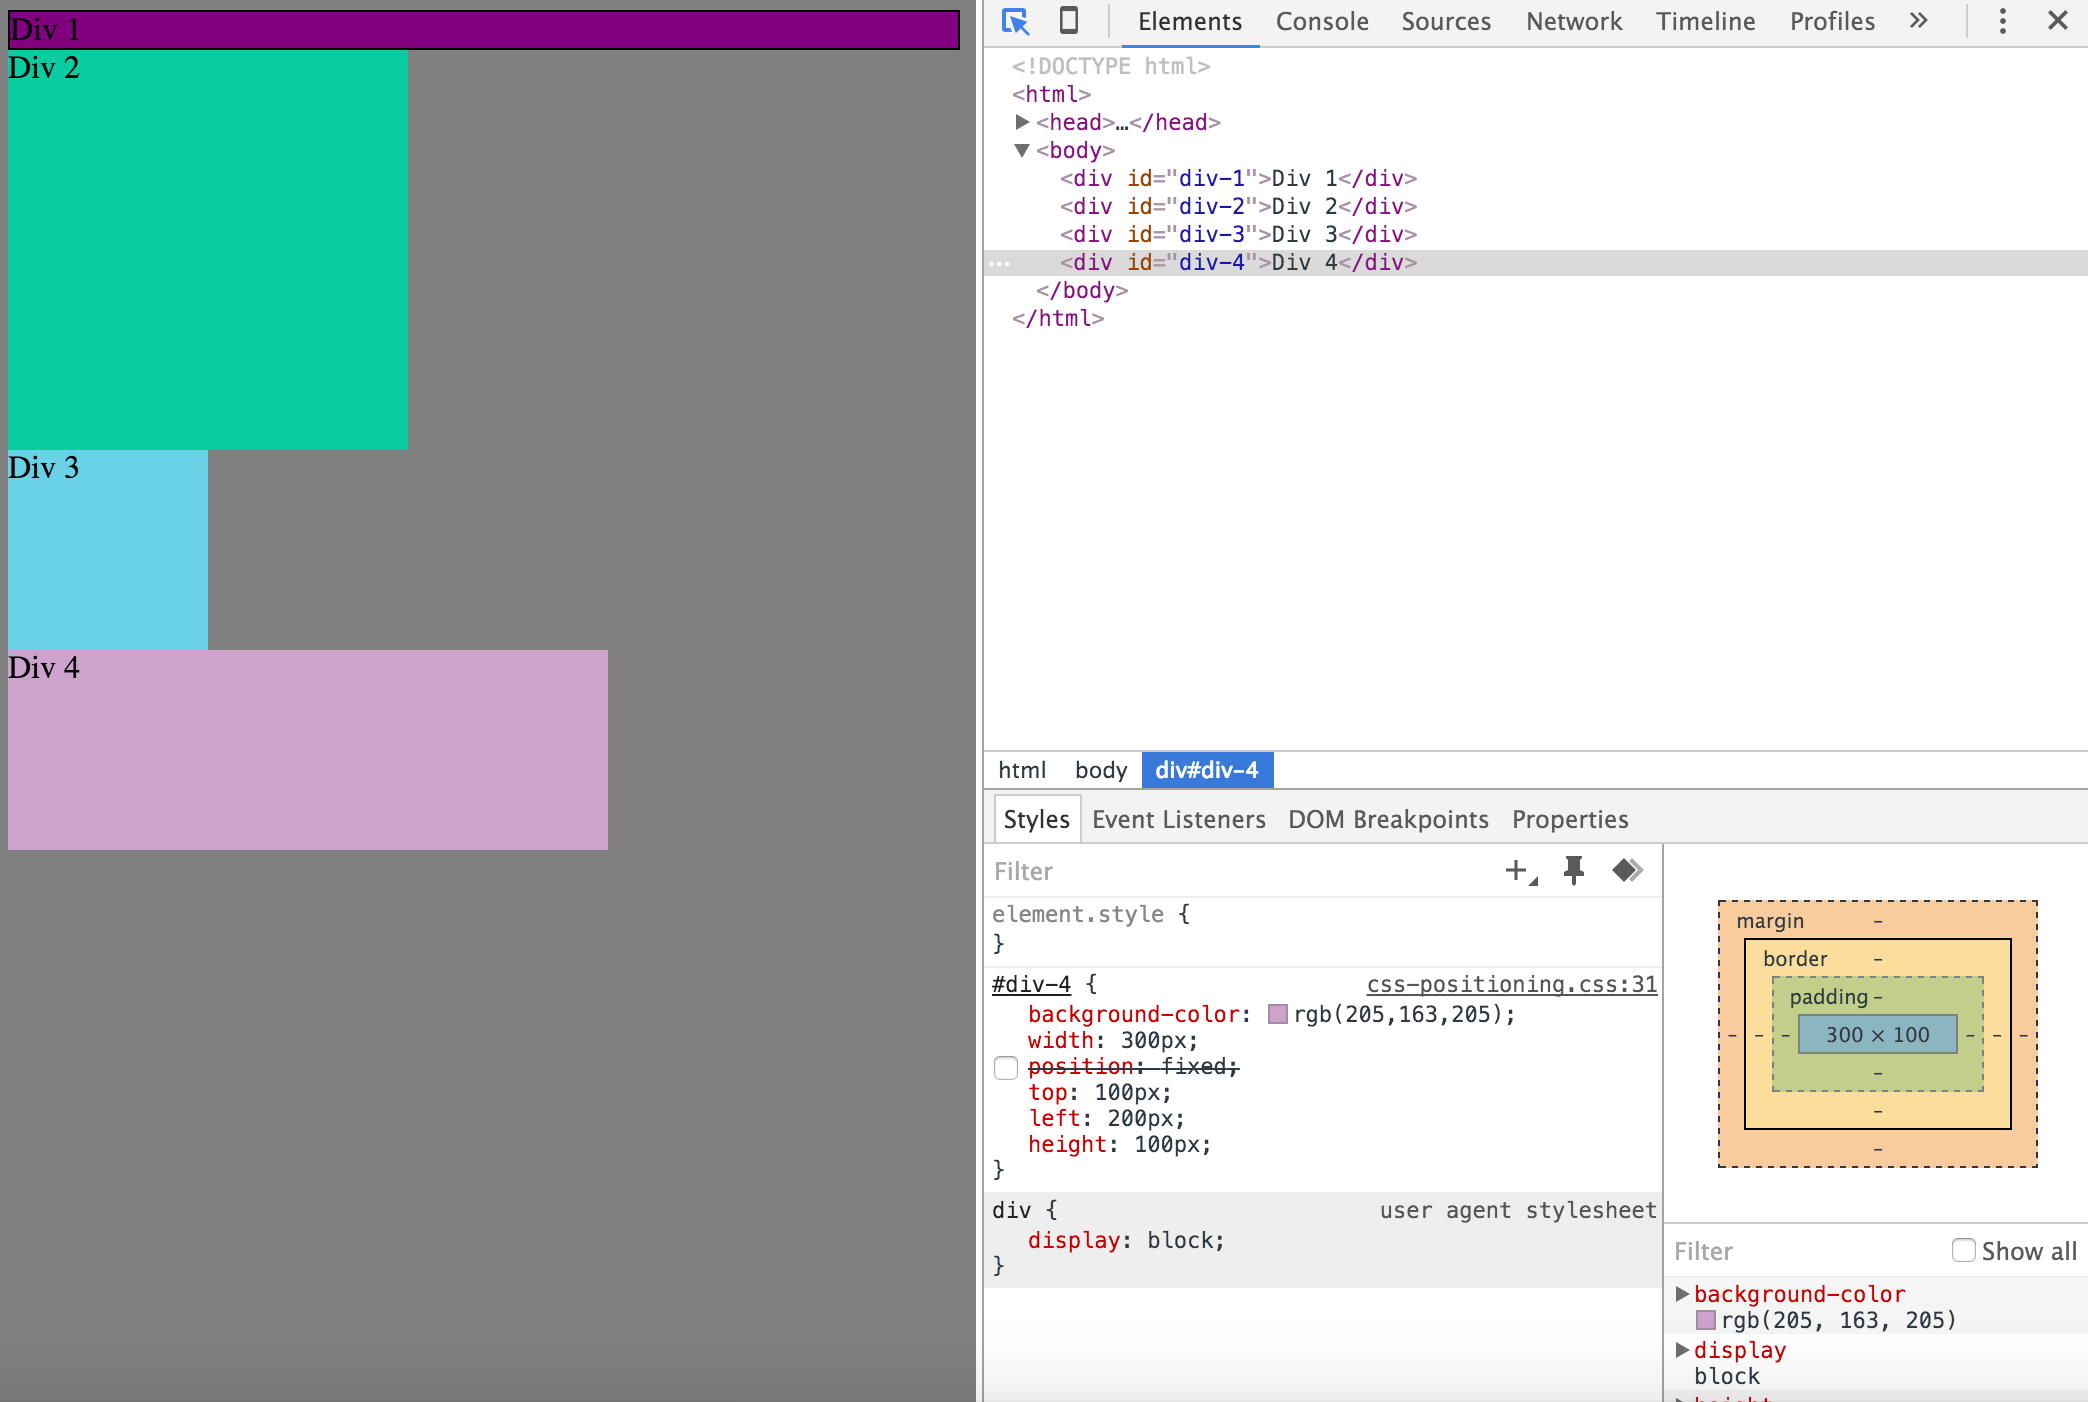 Div 1
Div 2
Div 3
Div 4
Elements Console Sources Network Timeline Profiles »
<!DOCTYPE html>
<html>
<head>…</head>
<body>
<div id="div-1">Div 1</div>
<div id="div-2">Div 2</div>
<div id="div-3">Div 3</div>
<div id="div-4">Div 4</div>
</body>
</html>
html body div#div-4
Styles Event Listeners DOM Breakpoints Properties
Filter
element.style {
}
#div-4 { css-positioning.css:31
background-color: rgb(205,163,205);
width: 300px;
position: fixed;
top: 100px;
left: 200px;
height: 100px;
}
div { user agent stylesheet
display: block;
}
margin –
border –
padding –
– – – 300 × 100 – – –
–
–
–
Filter Show all
background-color
rgb(205, 163, 205)
display
block
height